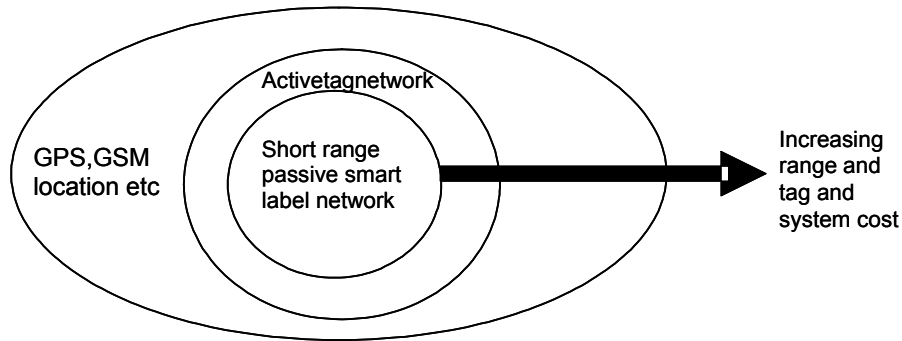 Activetagnetwork
GPS,GSM
location etc
Short range
passive smart
label network
Increasing
range and
tag and
system cost